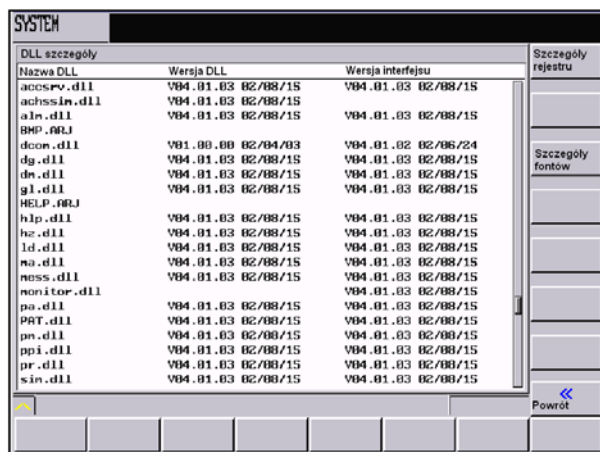 SYSTEM
DLL szczegóły
Nazwa DLL Wersja DLL Wersja interfejsu
accsrv.dll V04.01.03 02/08/15 V04.01.03 02/08/15
achssim.dll V04.01.03 02/08/15
alm.dll V04.01.03 02/08/15 V04.01.03 02/08/15
BMP.ARJ
dcom.dll V01.00.00 02/04/03 V04.01.02 02/06/24
dg.dll V04.01.03 02/08/15 V04.01.03 02/08/15
dm.dll V04.01.03 02/08/15 V04.01.03 02/08/15
gl.dll V04.01.03 02/08/15 V04.01.03 02/08/15
HELP.ARJ
hlp.dll V04.01.03 02/08/15 V04.01.03 02/08/15
hz.dll V04.01.03 02/08/15 V04.01.03 02/08/15
ld.dll V04.01.03 02/08/15 V04.01.03 02/08/15
ma.dll V04.01.03 02/08/15 V04.01.03 02/08/15
mess.dll V04.01.03 02/08/15 V04.01.03 02/08/15
monitor.dll V04.01.03 02/08/15
pa.dll V04.01.03 02/08/15 V04.01.03 02/08/15
PAT.dll V04.01.03 02/08/15 V04.01.03 02/08/15
pm.dll V04.01.03 02/08/15 V04.01.03 02/08/15
ppi.dll V04.01.03 02/08/15 V04.01.03 02/08/15
pr.dll V04.01.03 02/08/15 V04.01.03 02/08/15
sim.dll V04.01.03 02/08/15 V04.01.03 02/08/15
Szczegóły
rejestru
Szczegóły
fontów
«
Powrót